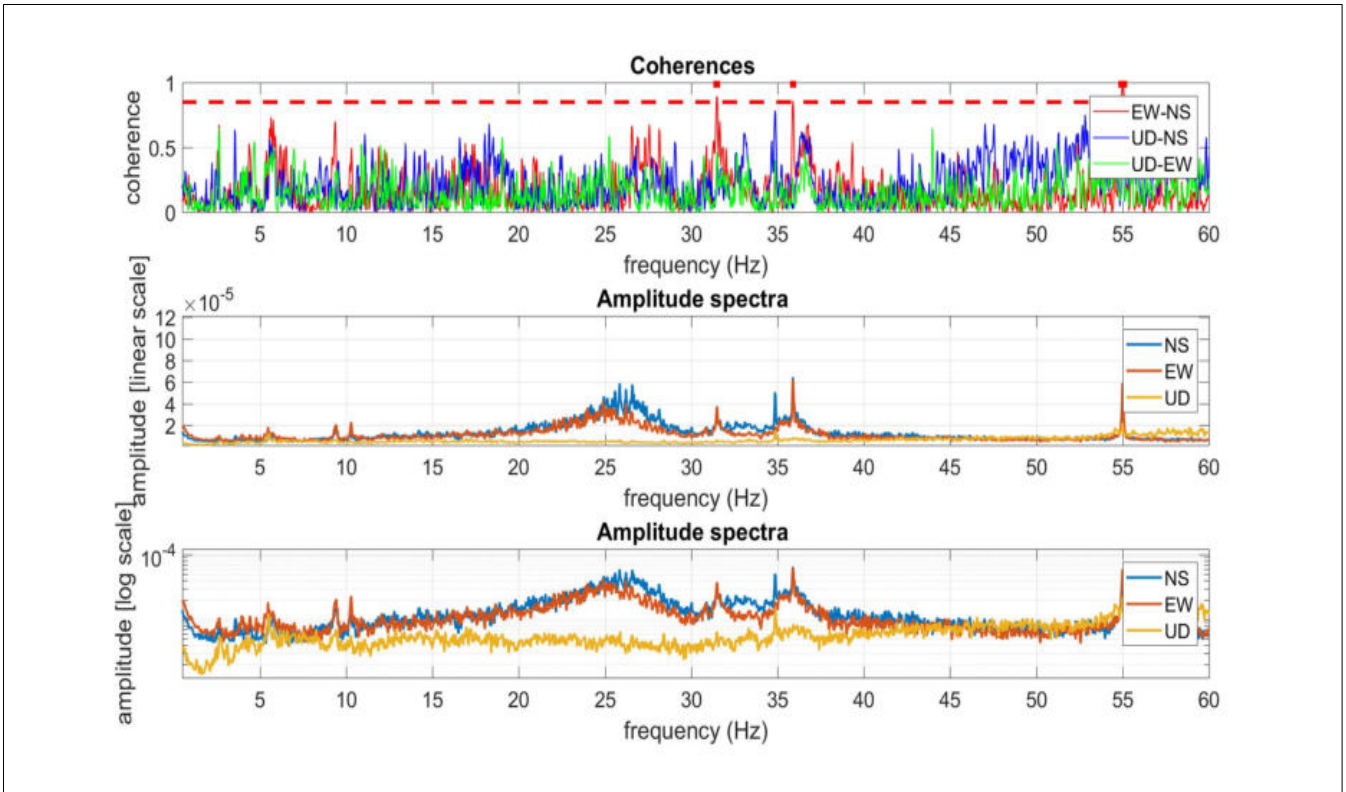 Coherences
coherence
1
0.5
0
EW-NS
UD-NS
UD-EW
5 10 15 20 25 30 35 40 45 50 55 60
frequency (Hz)
Amplitude spectra
×10-5
amplitude [linear scale]
12
10
8
6
4
2
NS
EW
UD
5 10 15 20 25 30 35 40 45 50 55 60
frequency (Hz)
Amplitude spectra
amplitude [log scale]
10-4
NS
EW
UD
5 10 15 20 25 30 35 40 45 50 55 60
frequency (Hz)